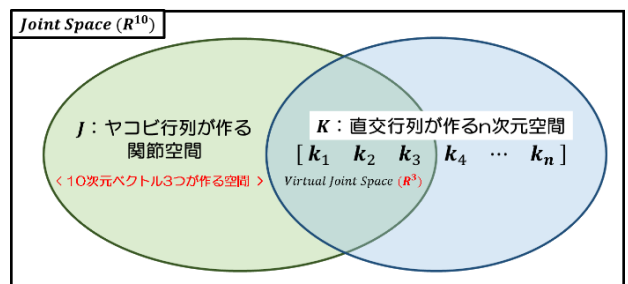 Joint Space (R¹⁰)
J：ヤコビ行列が作る
関節空間
< 10次元ベクトル3つが作る空間 >
K：直交行列が作るn次元空間
[ k₁ k₂ k₃ k₄ ⋯ kₙ ]
Virtual Joint Space (R³)